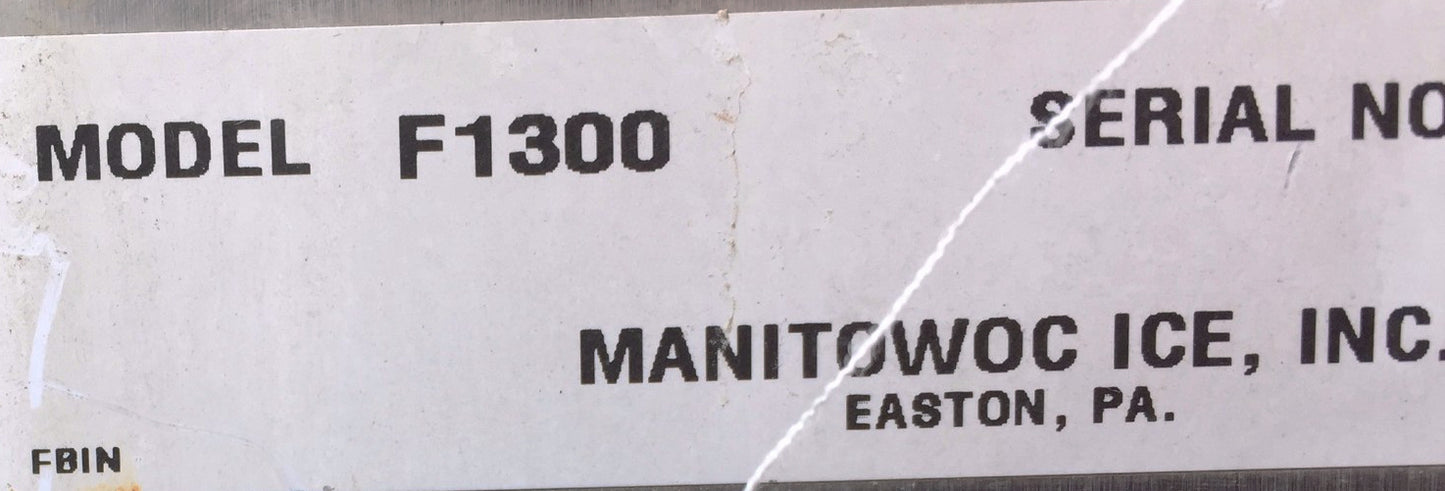 MODEL F1300 SERIAL NO
MANITOWOC ICE, INC.
EASTON, PA.
FBIN